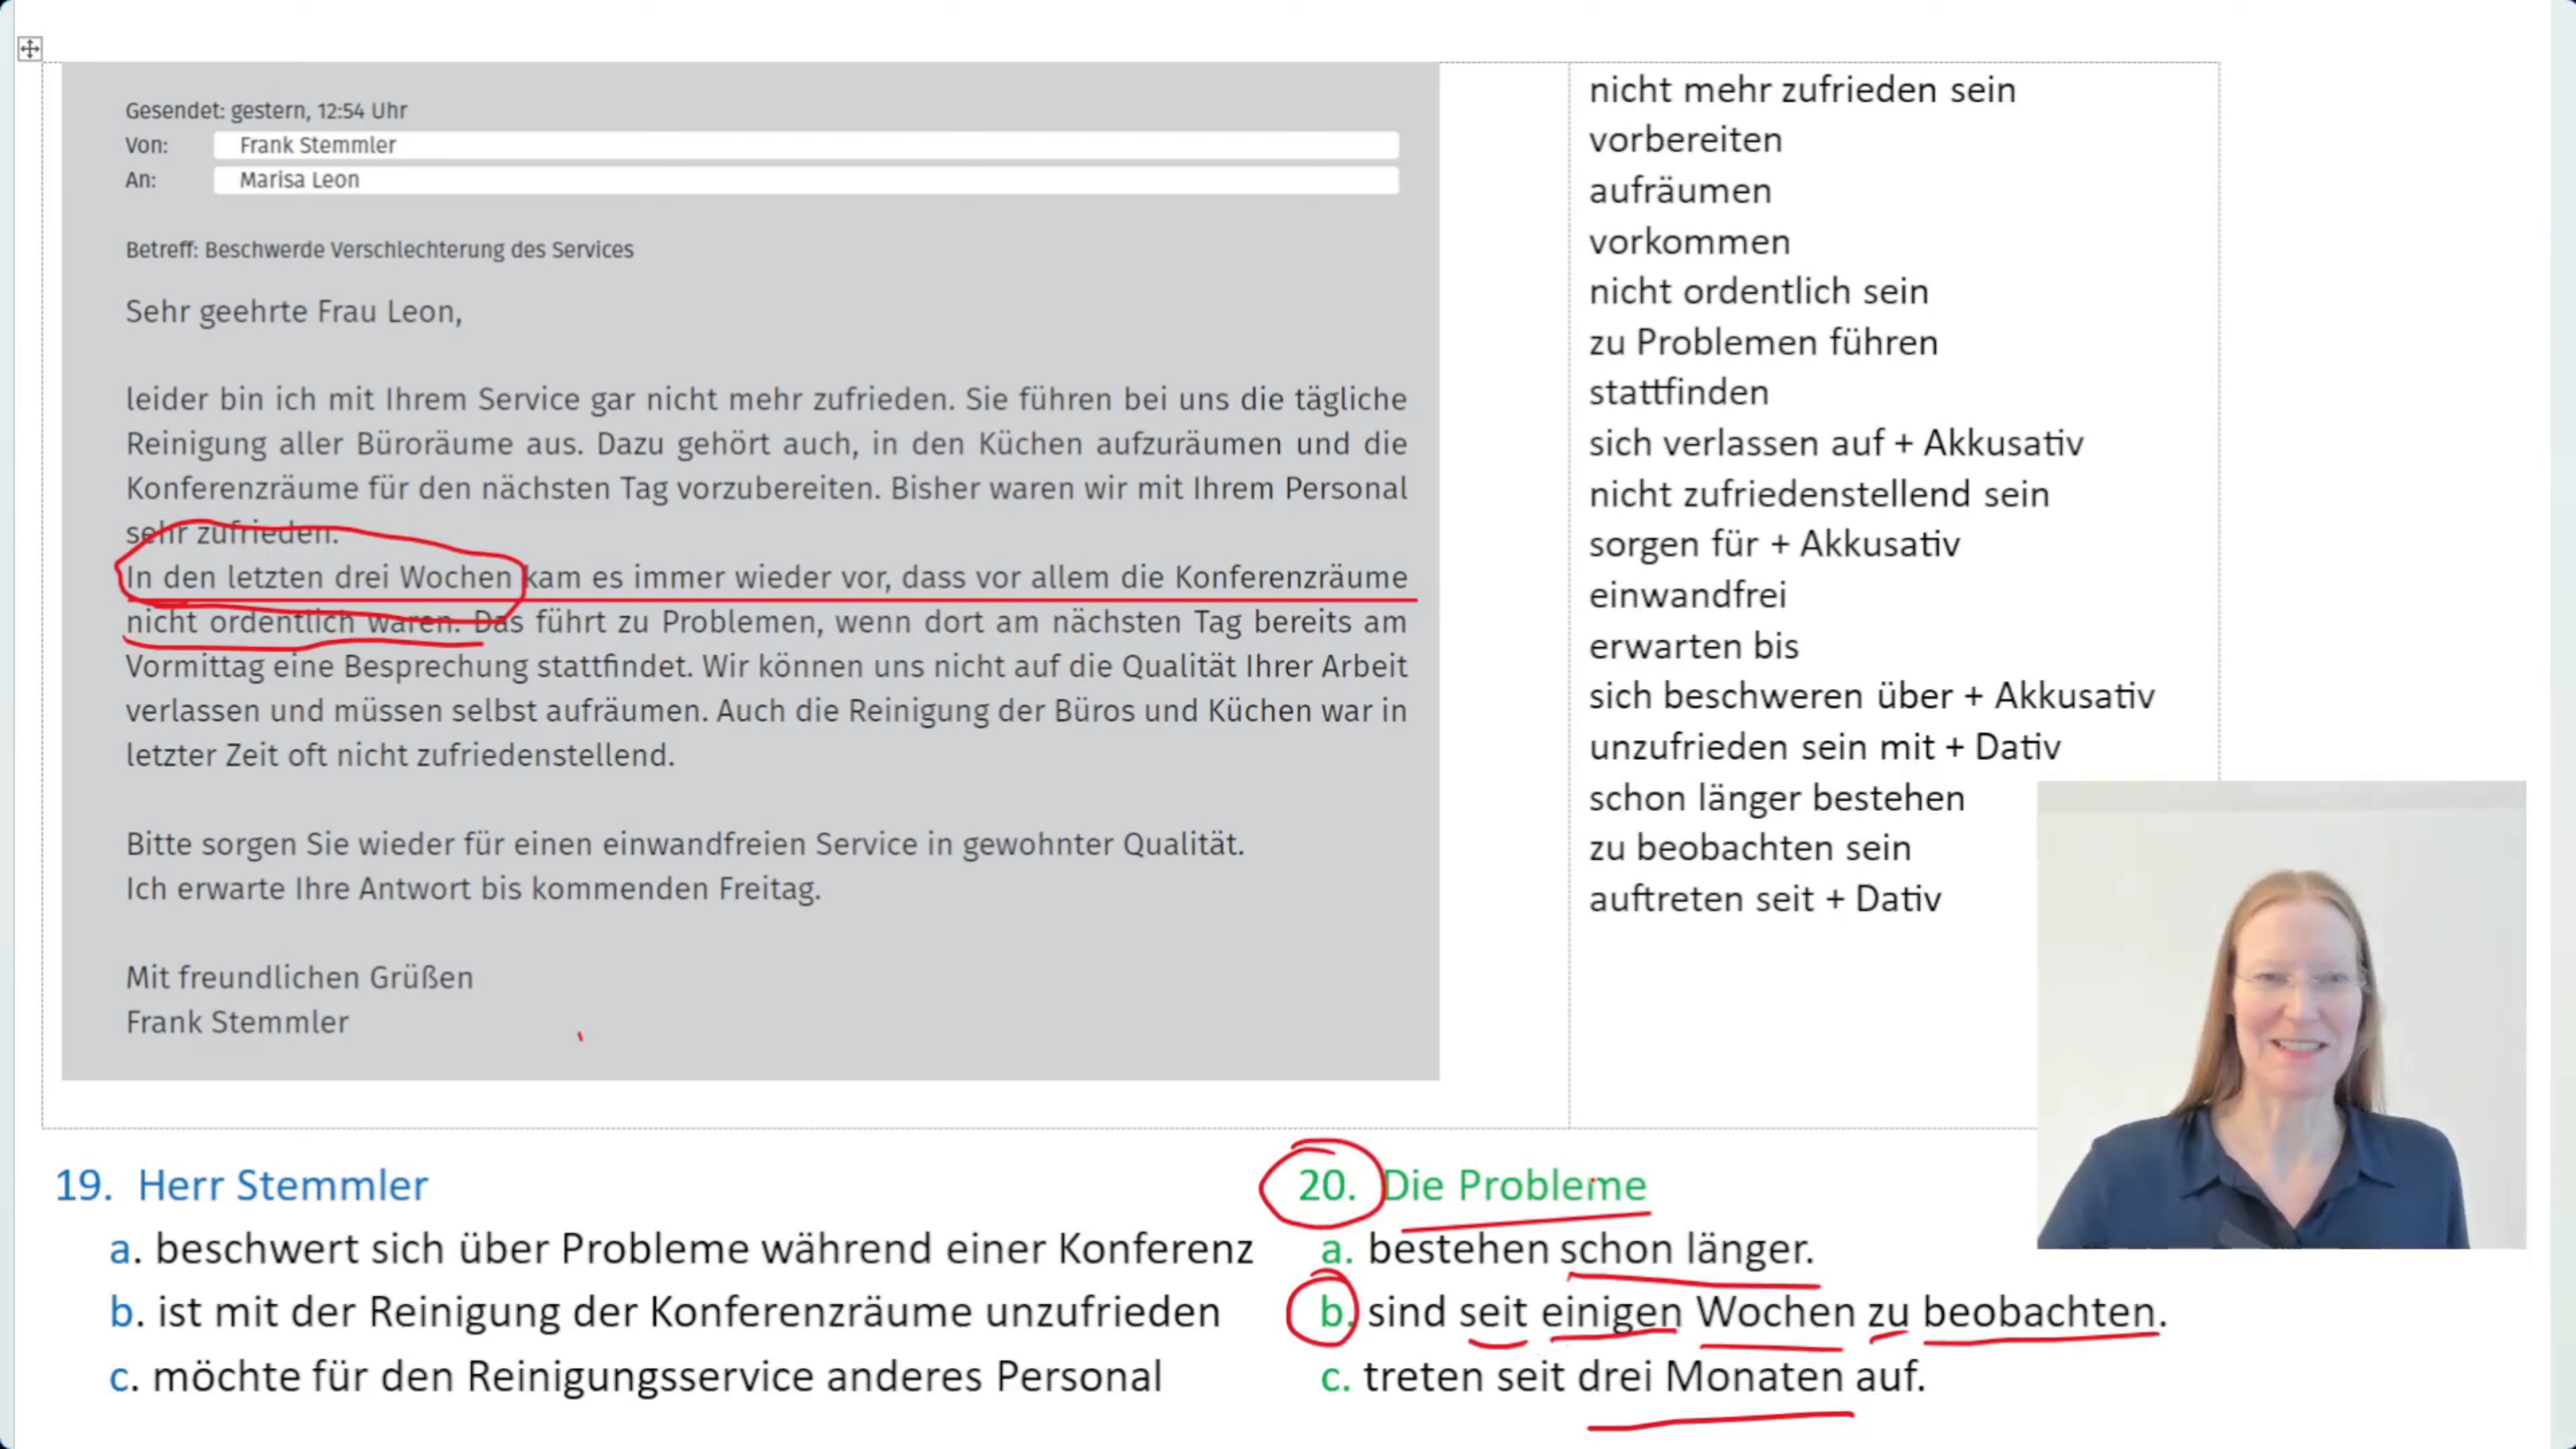 Gesendet: gestern, 12:54 Uhr
Von: Frank Stemmler
An: Marisa Leon
Betreff: Beschwerde Verschlechterung des Services
Sehr geehrte Frau Leon,
leider bin ich mit Ihrem Service gar nicht mehr zufrieden. Sie führen bei uns die tägliche
Reinigung aller Büroräume aus. Dazu gehört auch, in den Küchen aufzuräumen und die
Konferenzräume für den nächsten Tag vorzubereiten. Bisher waren wir mit Ihrem Personal
sehr zufrieden.
In den letzten drei Wochen kam es immer wieder vor, dass vor allem die Konferenzräume
nicht ordentlich waren. Das führt zu Problemen, wenn dort am nächsten Tag bereits am
Vormittag eine Besprechung stattfindet. Wir können uns nicht auf die Qualität Ihrer Arbeit
verlassen und müssen selbst aufräumen. Auch die Reinigung der Büros und Küchen war in
letzter Zeit oft nicht zufriedenstellend.
Bitte sorgen Sie wieder für einen einwandfreien Service in gewohnter Qualität.
Ich erwarte Ihre Antwort bis kommenden Freitag.
Mit freundlichen Grüßen
Frank Stemmler
nicht mehr zufrieden sein
vorbereiten
aufräumen
vorkommen
nicht ordentlich sein
zu Problemen führen
stattfinden
sich verlassen auf + Akkusativ
nicht zufriedenstellend sein
sorgen für + Akkusativ
einwandfrei
erwarten bis
sich beschweren über + Akkusativ
unzufrieden sein mit + Dativ
schon länger bestehen
zu beobachten sein
auftreten seit + Dativ
19. Herr Stemmler
a. beschwert sich über Probleme während einer Konferenz
b. ist mit der Reinigung der Konferenzräume unzufrieden
c. möchte für den Reinigungsservice anderes Personal
20. Die Probleme
a. bestehen schon länger.
b. sind seit einigen Wochen zu beobachten.
c. treten seit drei Monaten auf.